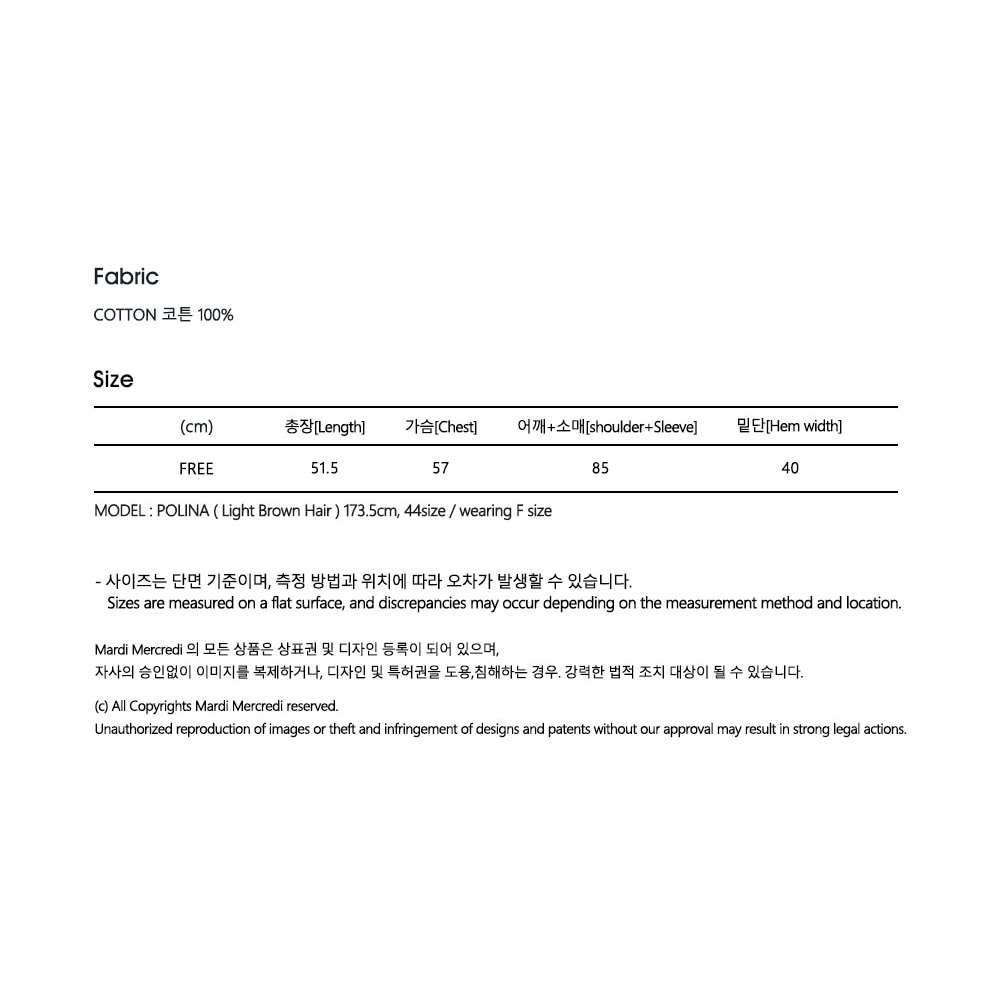 Fabric
COTTON 코튼 100%
Size
(cm) 총장[Length] 가슴[Chest] 어깨+소매[shoulder+Sleeve] 밑단[Hem width]
FREE 51.5 57 85 40
MODEL : POLINA ( Light Brown Hair ) 173.5cm, 44size / wearing F size
- 사이즈는 단면 기준이며, 측정 방법과 위치에 따라 오차가 발생할 수 있습니다.
Sizes are measured on a flat surface, and discrepancies may occur depending on the measurement method and location.
Mardi Mercredi 의 모든 상품은 상표권 및 디자인 등록이 되어 있으며,
자사의 승인없이 이미지를 복제하거나, 디자인 및 특허권을 도용,침해하는 경우. 강력한 법적 조치 대상이 될 수 있습니다.
(c) All Copyrights Mardi Mercredi reserved.
Unauthorized reproduction of images or theft and infringement of designs and patents without our approval may result in strong legal actions.